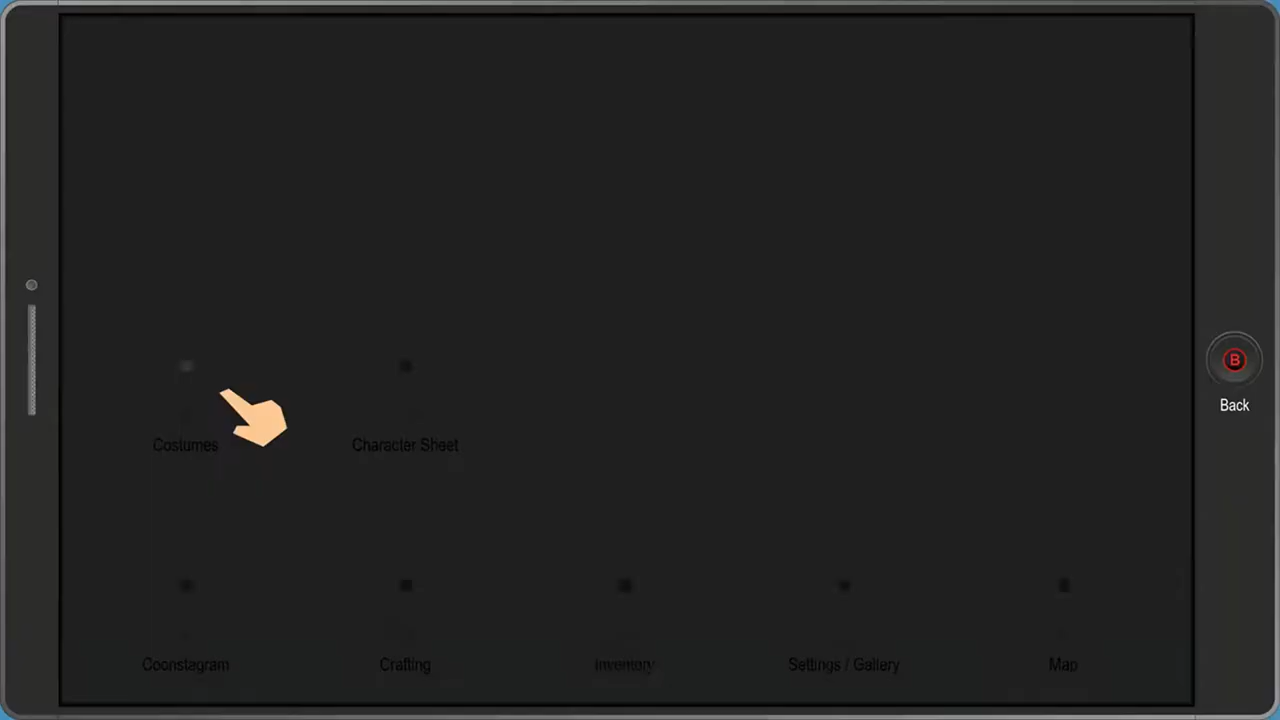 B
Back
Costumes
Character Sheet
Coonstagram
Crafting
Inventory
Settings / Gallery
Map